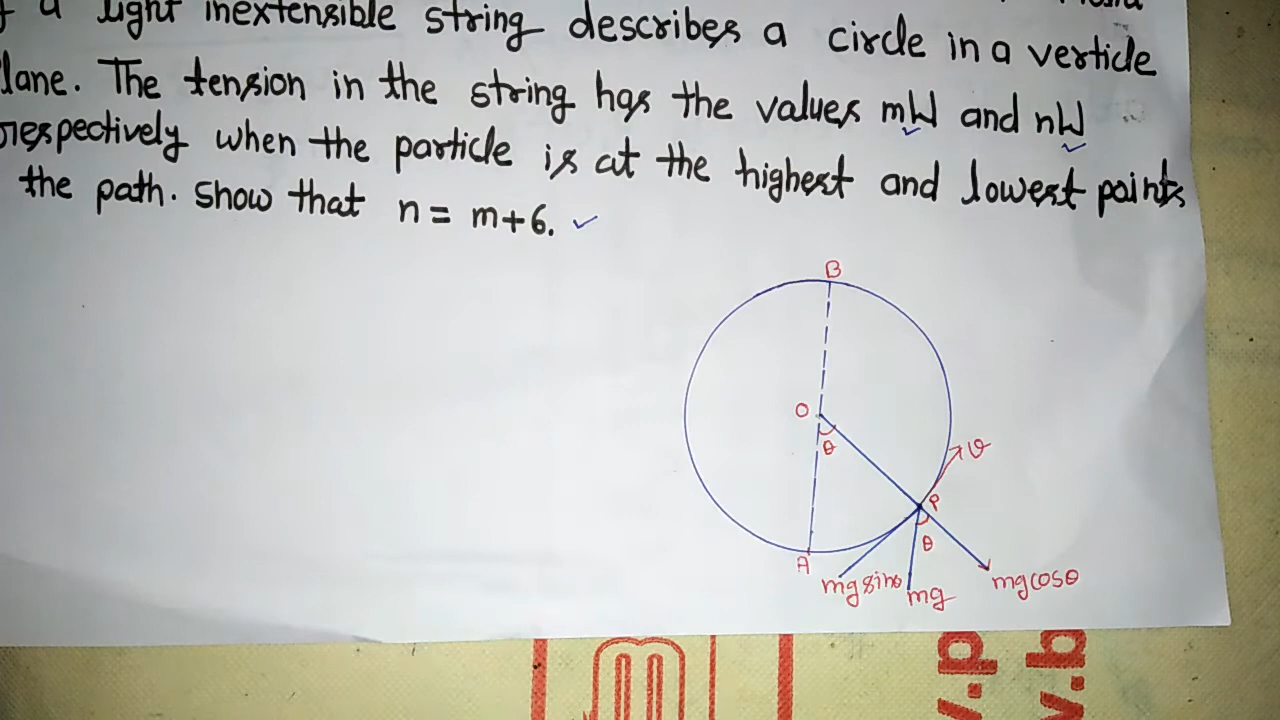 a light inextensible string describes a circle in a verticle
lane. The tension in the string has the values mW and nW
respectively when the particle is at the highest and lowest points
the path. show that n = m+6.
B
O
θ
v
P
θ
A
mg sinθ
mg
mg cosθ
v.p
v.b